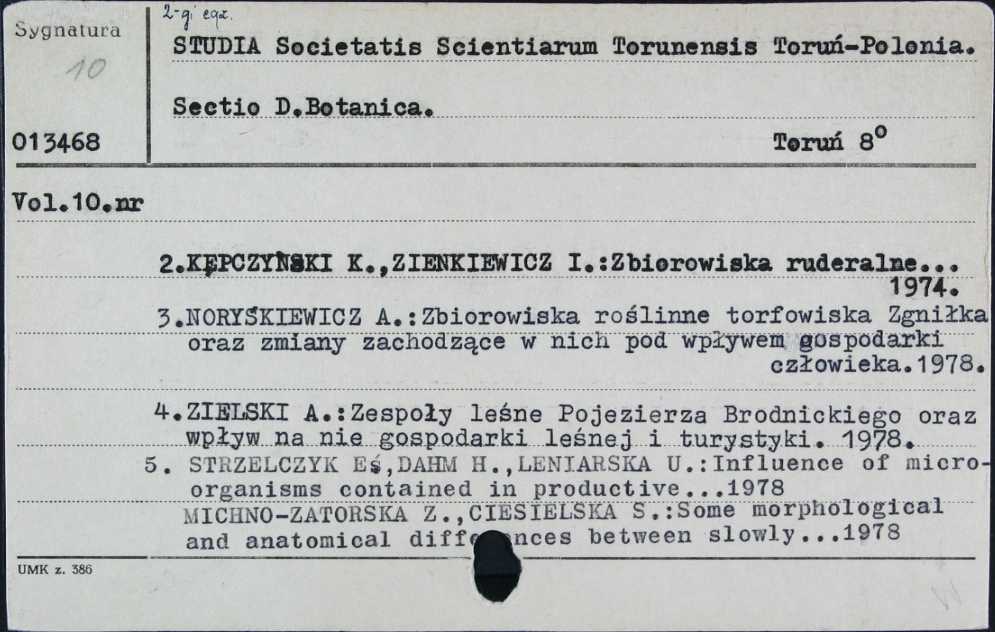 2-gi egz.
Sygnatura
10
STUDIA Societatis Scientiarum Torunensis Toruń-Polonia.
Sectio D.Botanica.
013468
Toruń 8°
Vol.10.nr
2.KĘPCZYŃSKI K.,ZIENKIEWICZ I.:Zbiorowiska ruderalne...
1974.
3.NORYŚKIEWICZ A.:Zbiorowiska roślinne torfowiska Zgniłka
oraz zmiany zachodzące w nich pod wpływem gospodarki
człowieka.1978.
4.ZIELSKI A.:Zespoły leśne Pojezierza Brodnickiego oraz
wpływ na nie gospodarki leśnej i turystyki. 1978.
5. STRZELCZYK E.,DAHM H.,LENIARSKA U.:Influence of micro-
organisms contained in productive...1978
MICHNO-ZATORSKA Z.,CIESIELSKA S.:Some morphological
and anatomical differences between slowly...1978
UMK z. 386